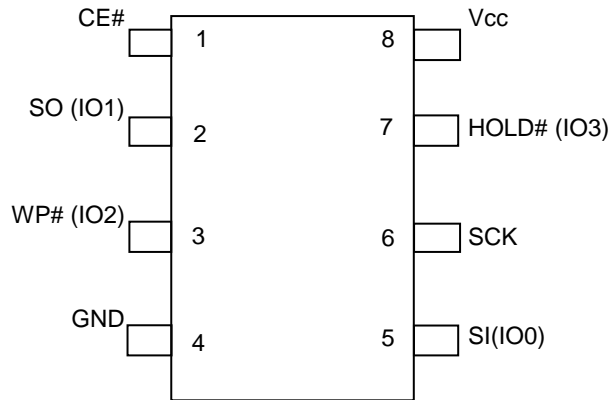 CE#
1
8
Vcc
SO (IO1)
2
7
HOLD# (IO3)
WP# (IO2)
3
6
SCK
GND
4
5
SI(IO0)